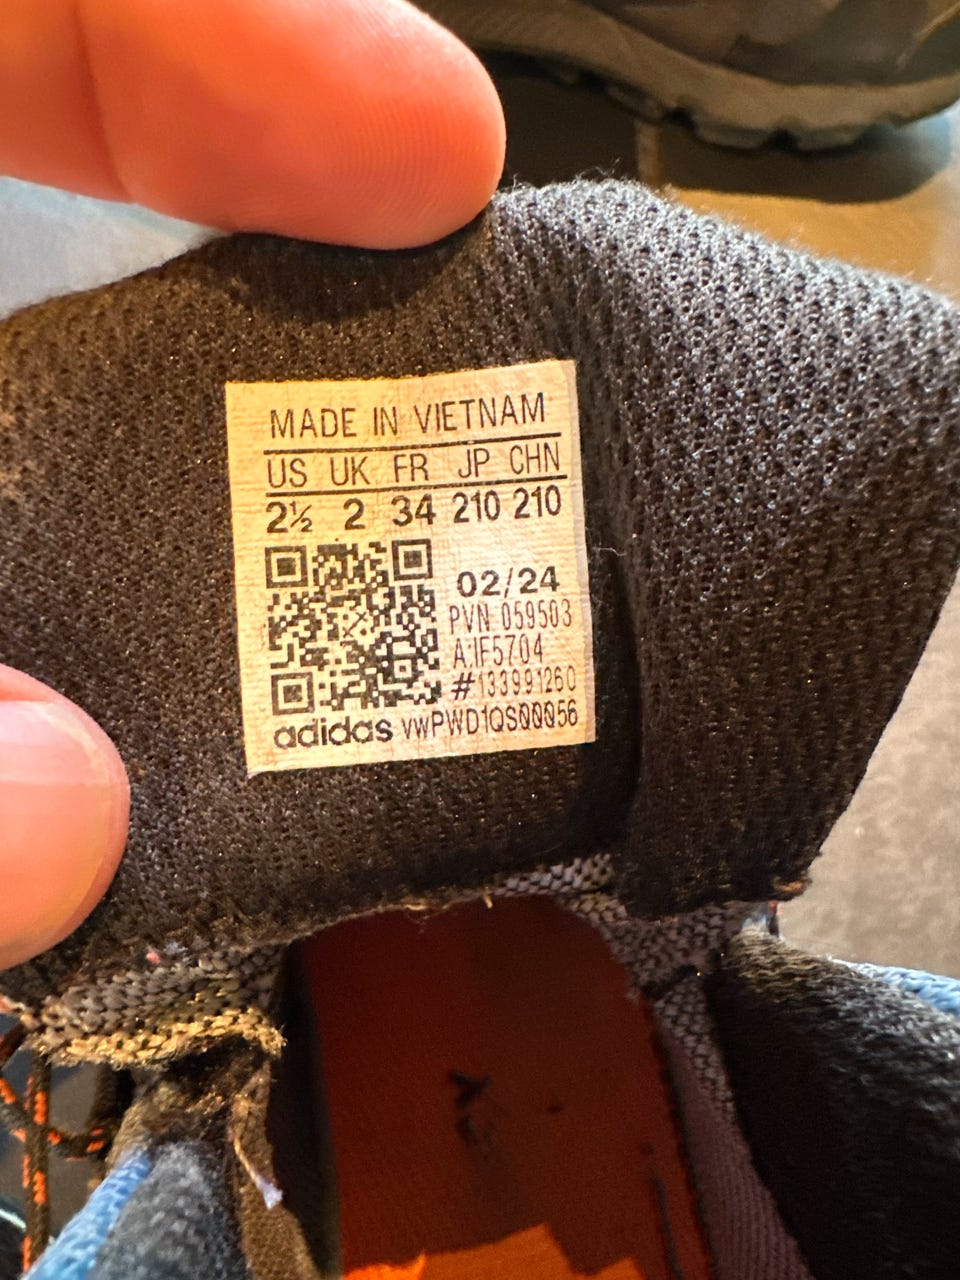 MADE IN VIETNAM
US UK FR JP CHN
2½ 2 34 210 210
02/24
PVN 059503
A:IF5704
#133991260
adidas vwPWD1QS00056